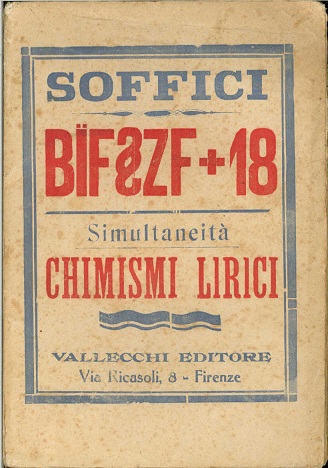 SOFFICI
BÏF§ZF+18
Simultaneità
CHIMISMI LIRICI
VALLECCHI EDITORE
Via Ricasoli, 8 - Firenze